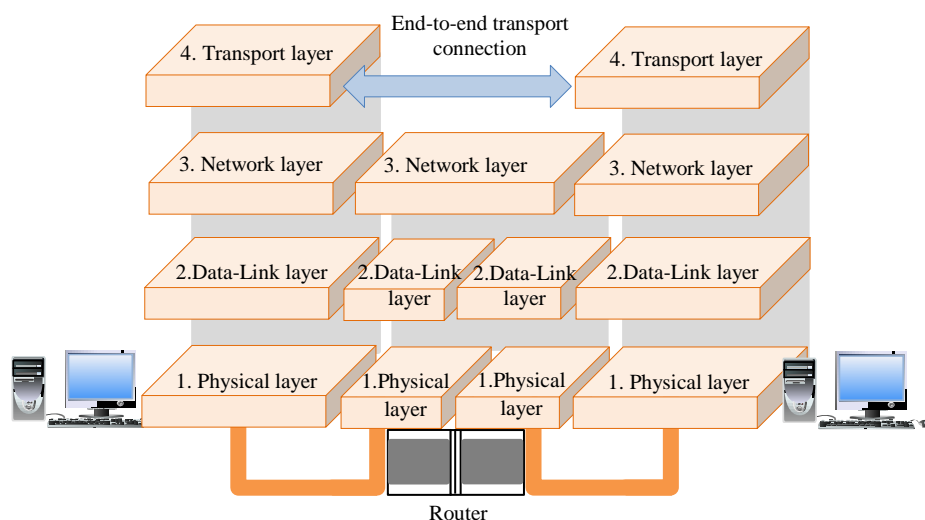 End-to-end transport
connection
4. Transport layer
4. Transport layer
3. Network layer
3. Network layer
3. Network layer
2.Data-Link layer
2.Data-Link
layer
2.Data-Link
layer
2.Data-Link layer
1. Physical layer
1.Physical
layer
1.Physical
layer
1. Physical layer
Router